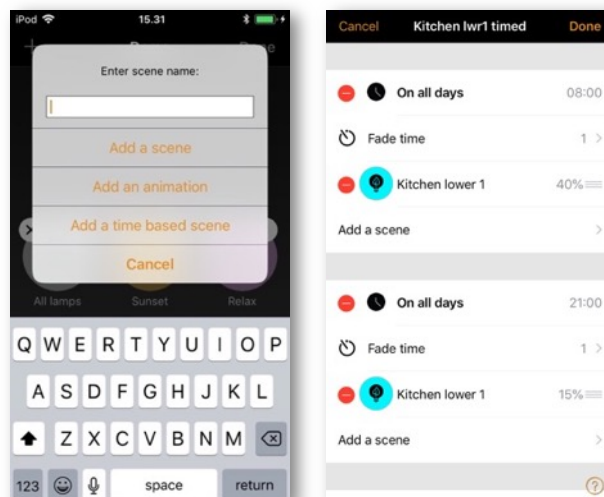 iPod
15.31
Enter scene name:
Add a scene
Add an animation
Add a time based scene
Cancel
All lamps
Sunset
Relax
Q W E R T Y U I O P
A S D F G H J K L
Z X C V B N M
123
space
return
Cancel
Kitchen lwr1 timed
Done
On all days
08:00
Fade time
1
Kitchen lower 1
40%
Add a scene
On all days
21:00
Fade time
1
Kitchen lower 1
15%
Add a scene
?